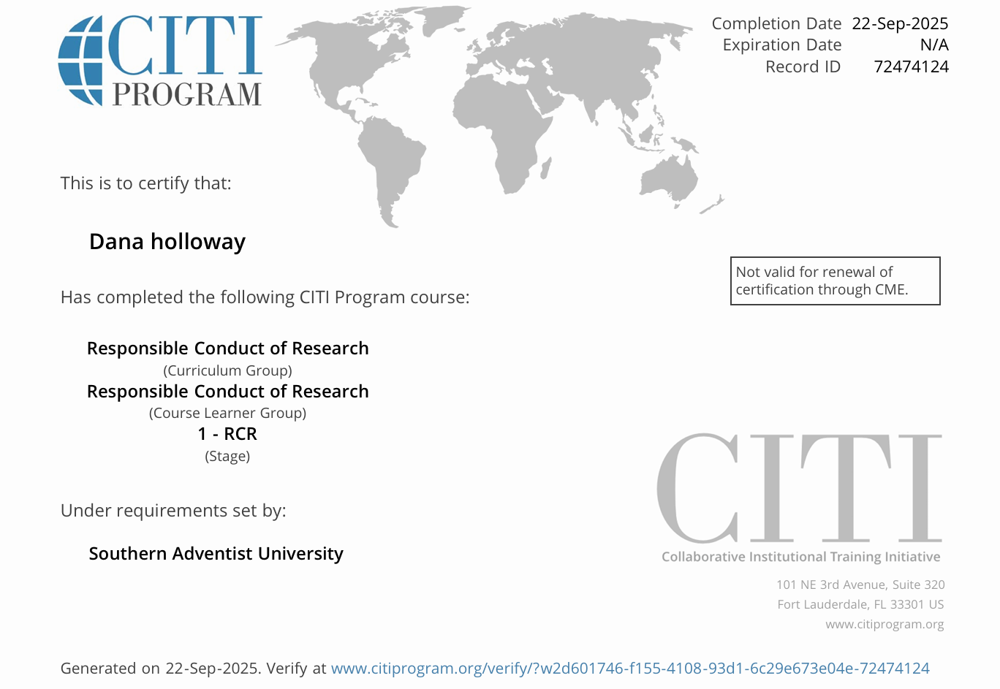 CITI
PROGRAM
Completion Date 22-Sep-2025
Expiration Date N/A
Record ID 72474124
This is to certify that:
Dana holloway
Has completed the following CITI Program course:
Not valid for renewal of
certification through CME.
Responsible Conduct of Research
(Curriculum Group)
Responsible Conduct of Research
(Course Learner Group)
1 - RCR
(Stage)
Under requirements set by:
Southern Adventist University
CITI
Collaborative Institutional Training Initiative
101 NE 3rd Avenue, Suite 320
Fort Lauderdale, FL 33301 US
www.citiprogram.org
Generated on 22-Sep-2025. Verify at www.citiprogram.org/verify/?w2d601746-f155-4108-93d1-6c29e673e04e-72474124